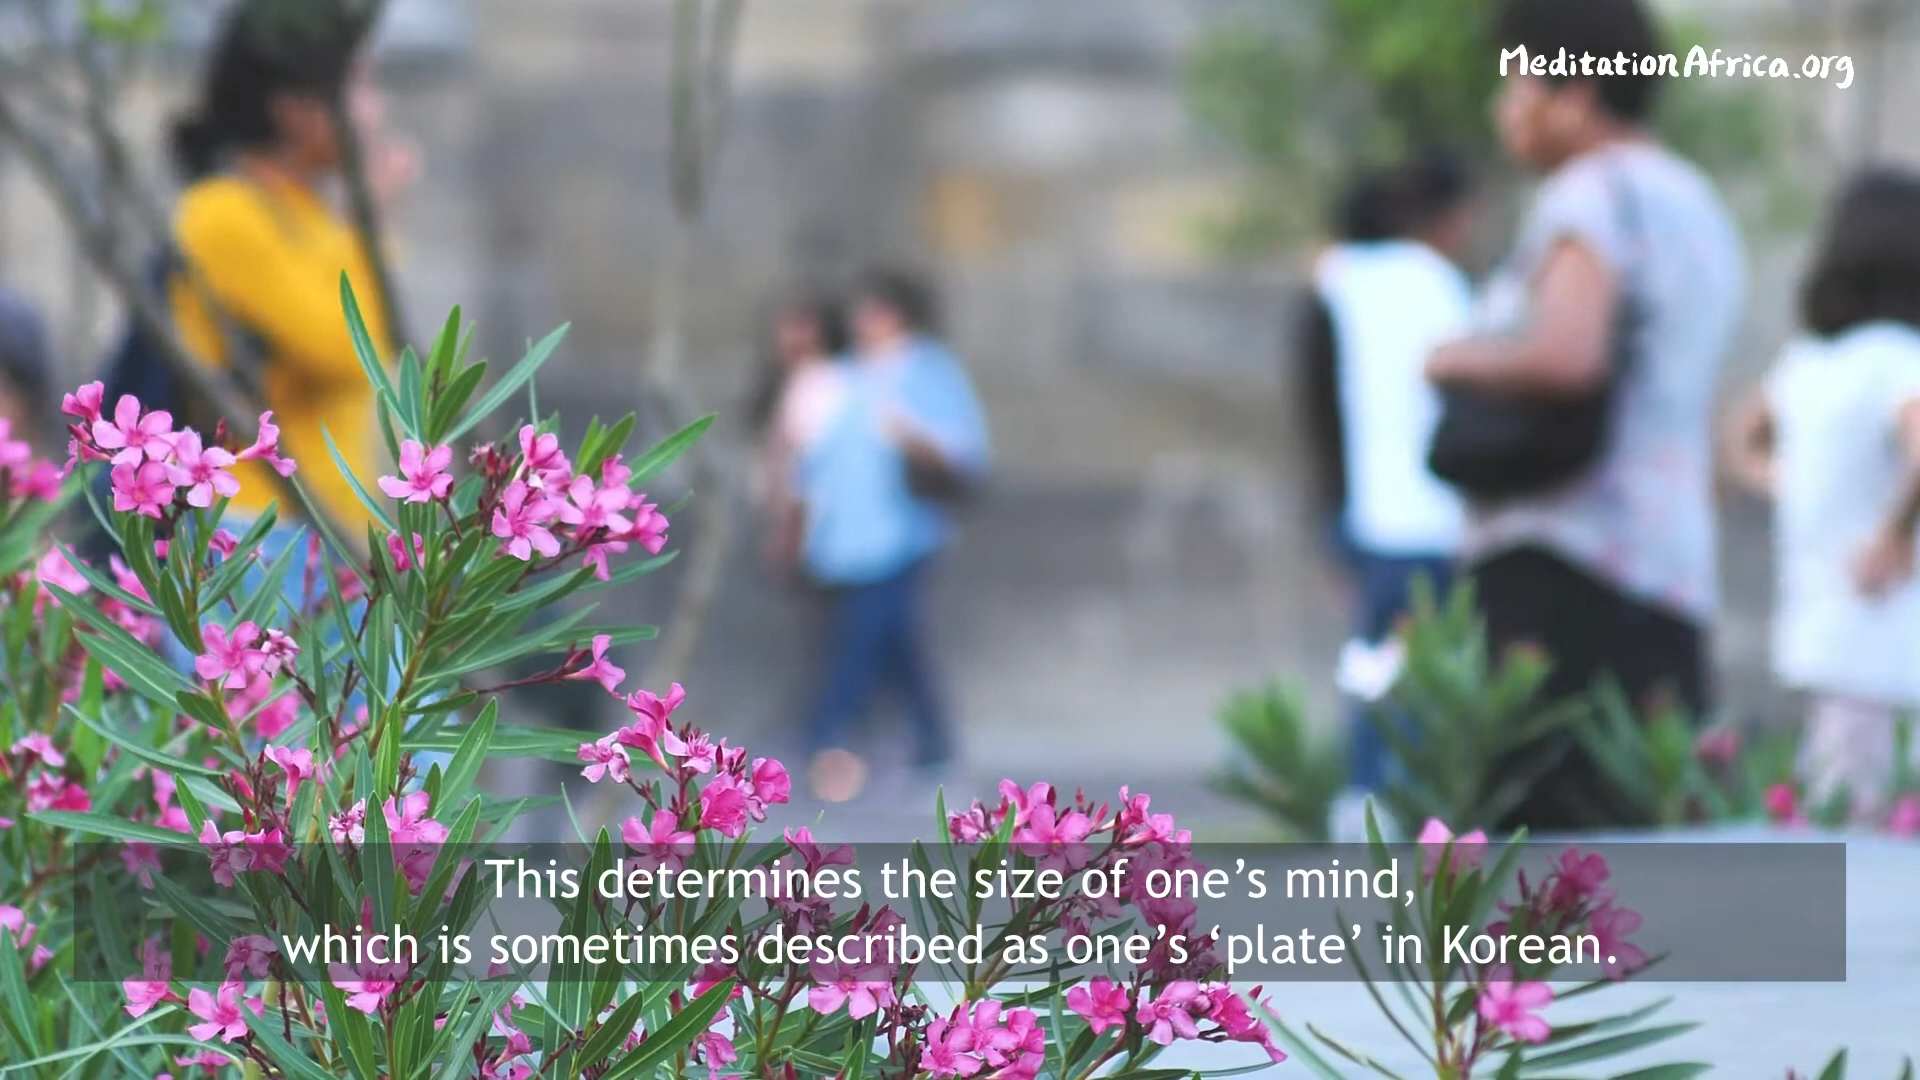 MeditationAfrica.org
This determines the size of one’s mind,
which is sometimes described as one’s ‘plate’ in Korean.